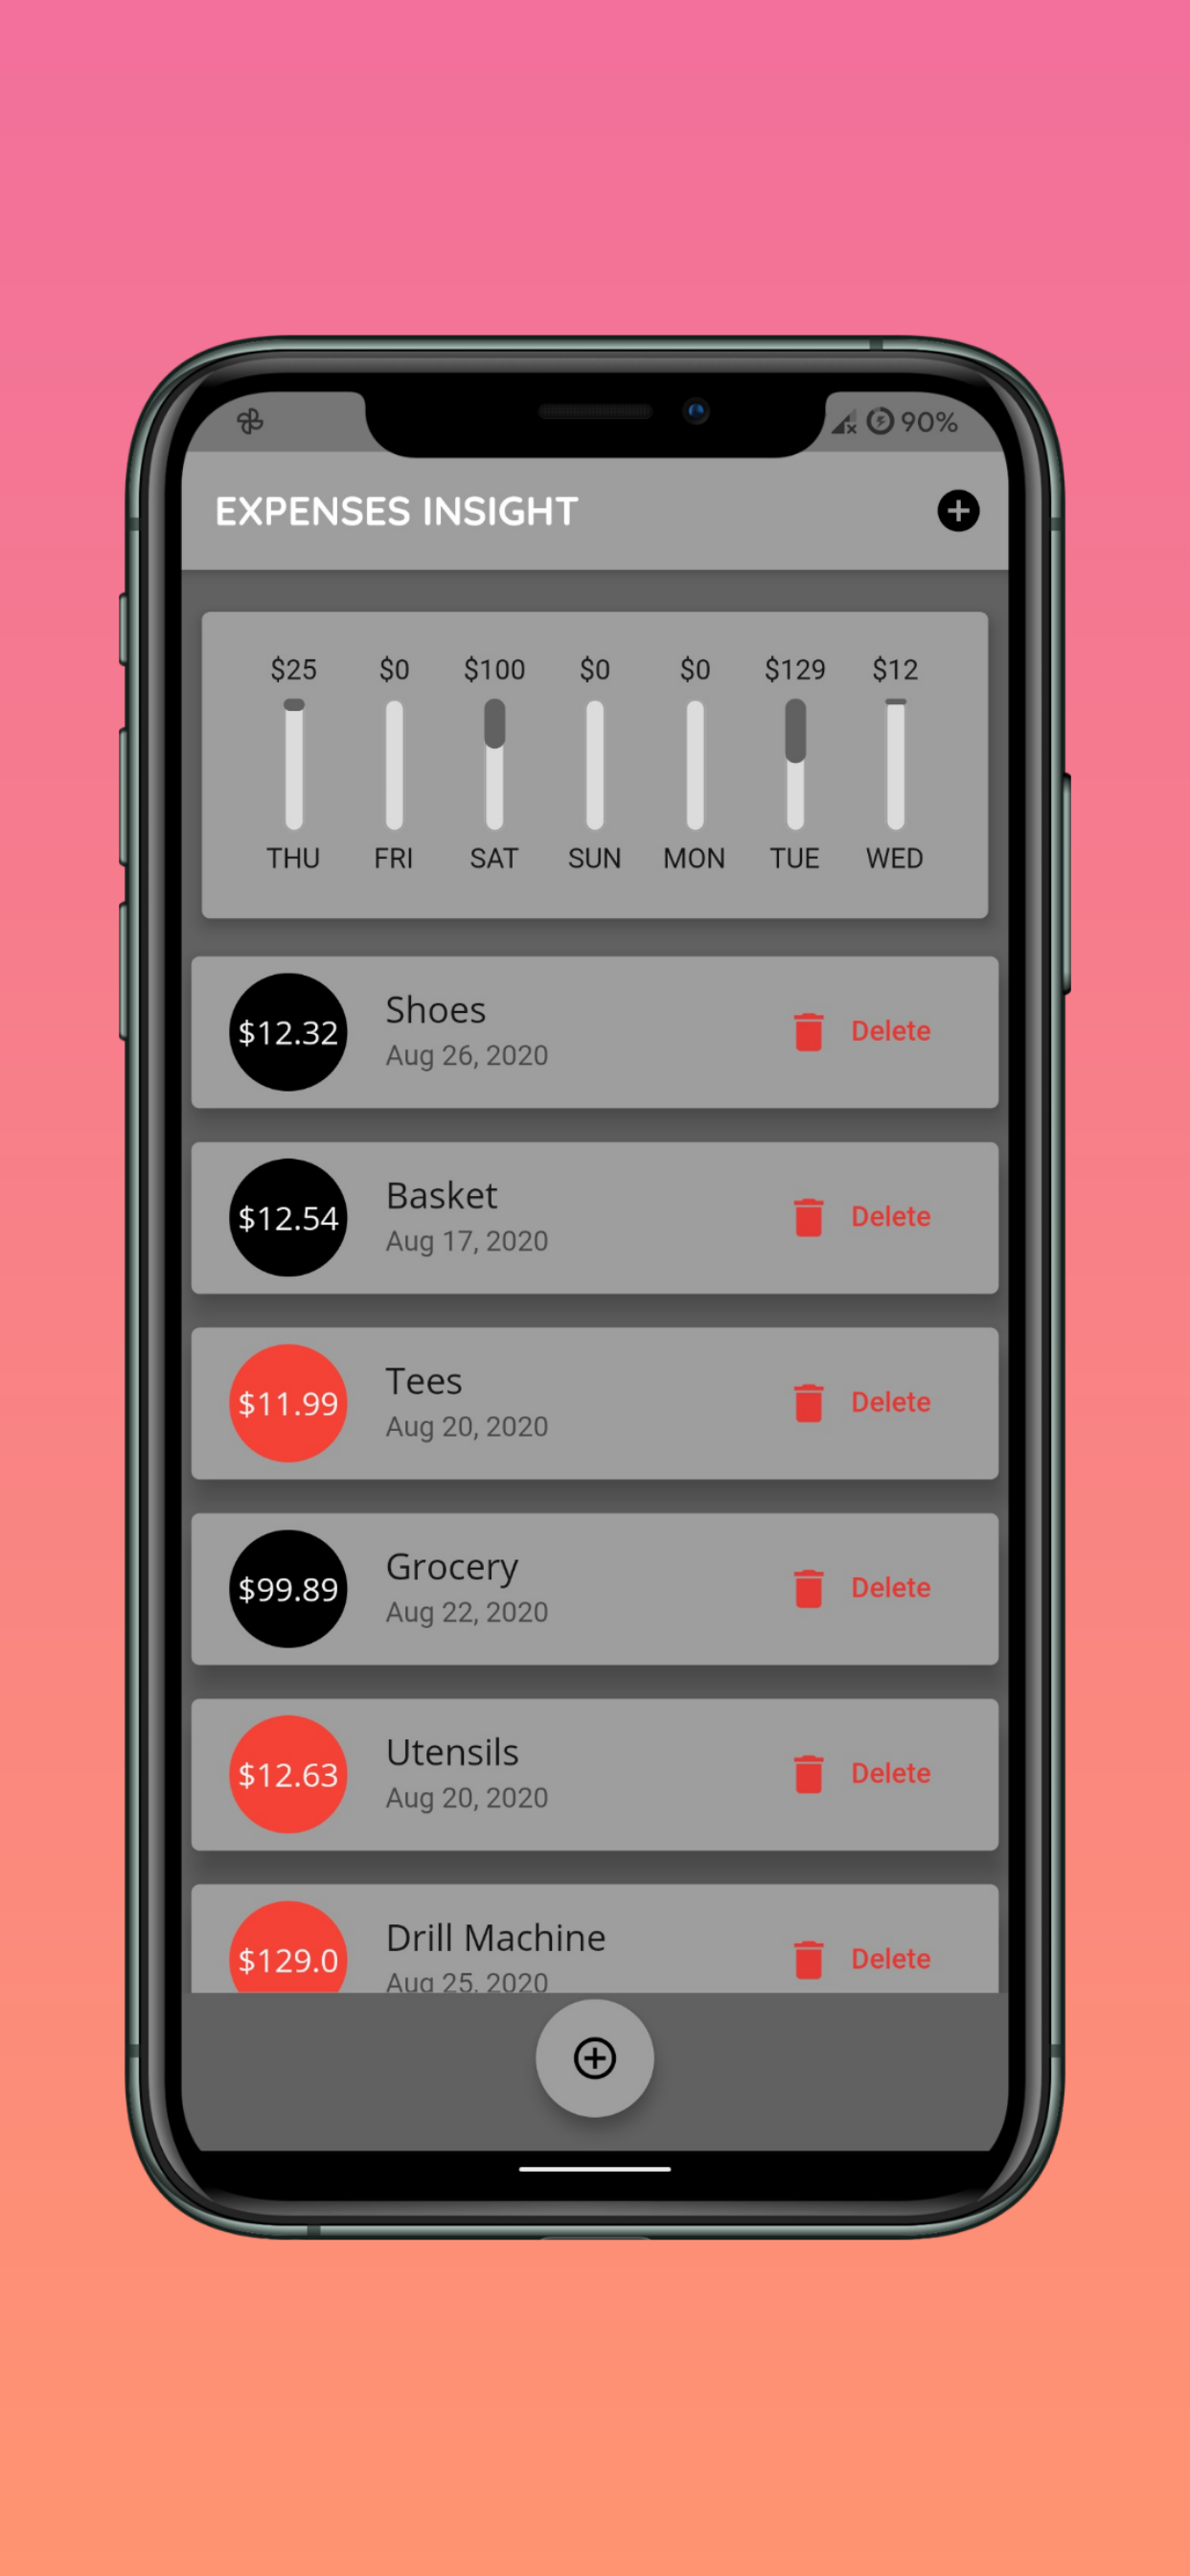 90%
EXPENSES INSIGHT
$25 $0 $100 $0 $0 $129 $12
THU FRI SAT SUN MON TUE WED
$12.32 Shoes Delete
Aug 26, 2020
$12.54 Basket Delete
Aug 17, 2020
$11.99 Tees Delete
Aug 20, 2020
$99.89 Grocery Delete
Aug 22, 2020
$12.63 Utensils Delete
Aug 20, 2020
$129.0 Drill Machine Delete
Aug 25, 2020